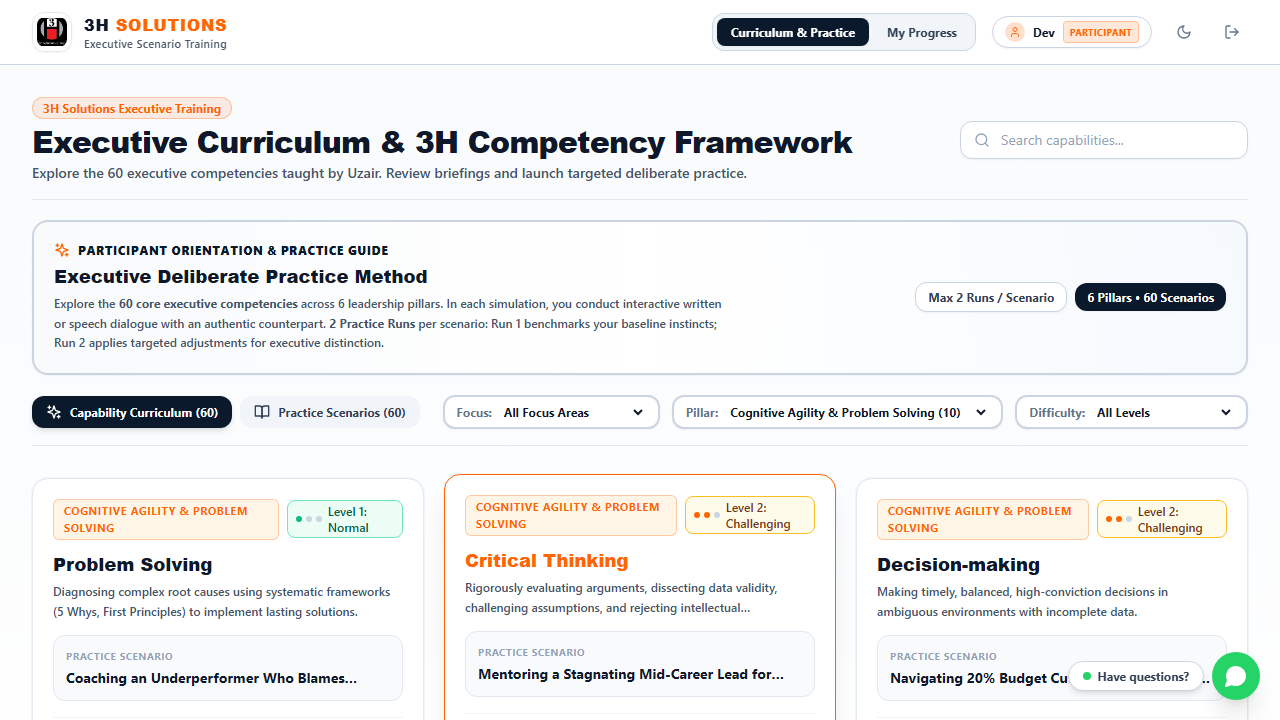 3H SOLUTIONS
Executive Scenario Training
Curriculum & Practice
My Progress
Dev
PARTICIPANT
3H Solutions Executive Training
Executive Curriculum & 3H Competency Framework
Explore the 60 executive competencies taught by Uzair. Review briefings and launch targeted deliberate practice.
Search capabilities...
PARTICIPANT ORIENTATION & PRACTICE GUIDE
Executive Deliberate Practice Method
Explore the 60 core executive competencies across 6 leadership pillars. In each simulation, you conduct interactive written
or speech dialogue with an authentic counterpart. 2 Practice Runs per scenario: Run 1 benchmarks your baseline instincts;
Run 2 applies targeted adjustments for executive distinction.
Max 2 Runs / Scenario
6 Pillars • 60 Scenarios
Capability Curriculum (60)
Practice Scenarios (60)
Focus: All Focus Areas
Pillar: Cognitive Agility & Problem Solving (10)
Difficulty: All Levels
COGNITIVE AGILITY & PROBLEM
SOLVING
Level 1:
Normal
Problem Solving
Diagnosing complex root causes using systematic frameworks
(5 Whys, First Principles) to implement lasting solutions.
PRACTICE SCENARIO
Coaching an Underperformer Who Blames...
COGNITIVE AGILITY & PROBLEM
SOLVING
Level 2:
Challenging
Critical Thinking
Rigorously evaluating arguments, dissecting data validity,
challenging assumptions, and rejecting intellectual...
PRACTICE SCENARIO
Mentoring a Stagnating Mid-Career Lead for...
COGNITIVE AGILITY & PROBLEM
SOLVING
Level 2:
Challenging
Decision-making
Making timely, balanced, high-conviction decisions in
ambiguous environments with incomplete data.
PRACTICE SCENARIO
Navigating 20% Budget
Have questions?